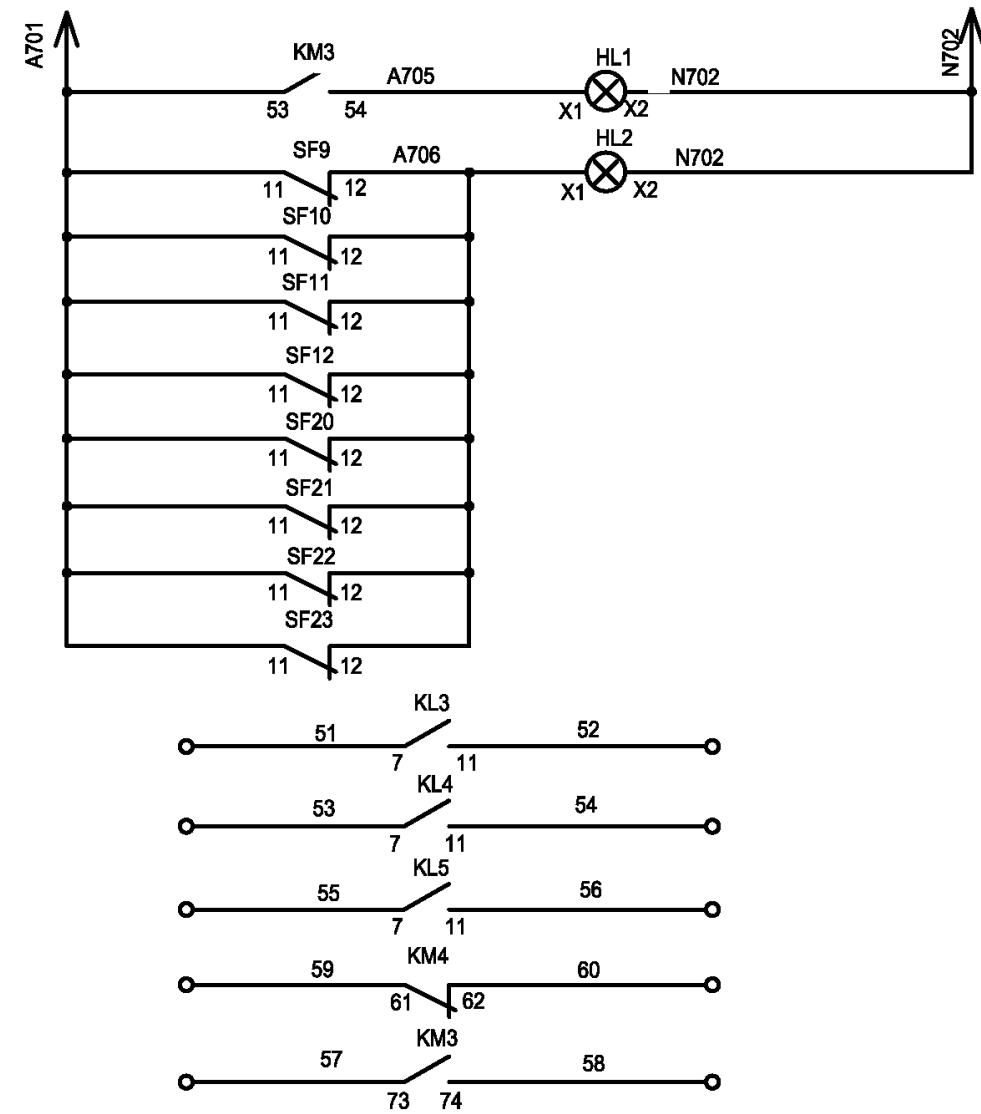 A701
N702
KM3
A705
HL1
N702
53 54
X1 X2
SF9
A706
HL2
N702
11 12
X1 X2
SF10
11 12
SF11
11 12
SF12
11 12
SF20
11 12
SF21
11 12
SF22
11 12
SF23
11 12
KL3
51 52
7 11
KL4
53 54
7 11
KL5
55 56
7 11
KM4
59 60
61 62
KM3
57 58
73 74